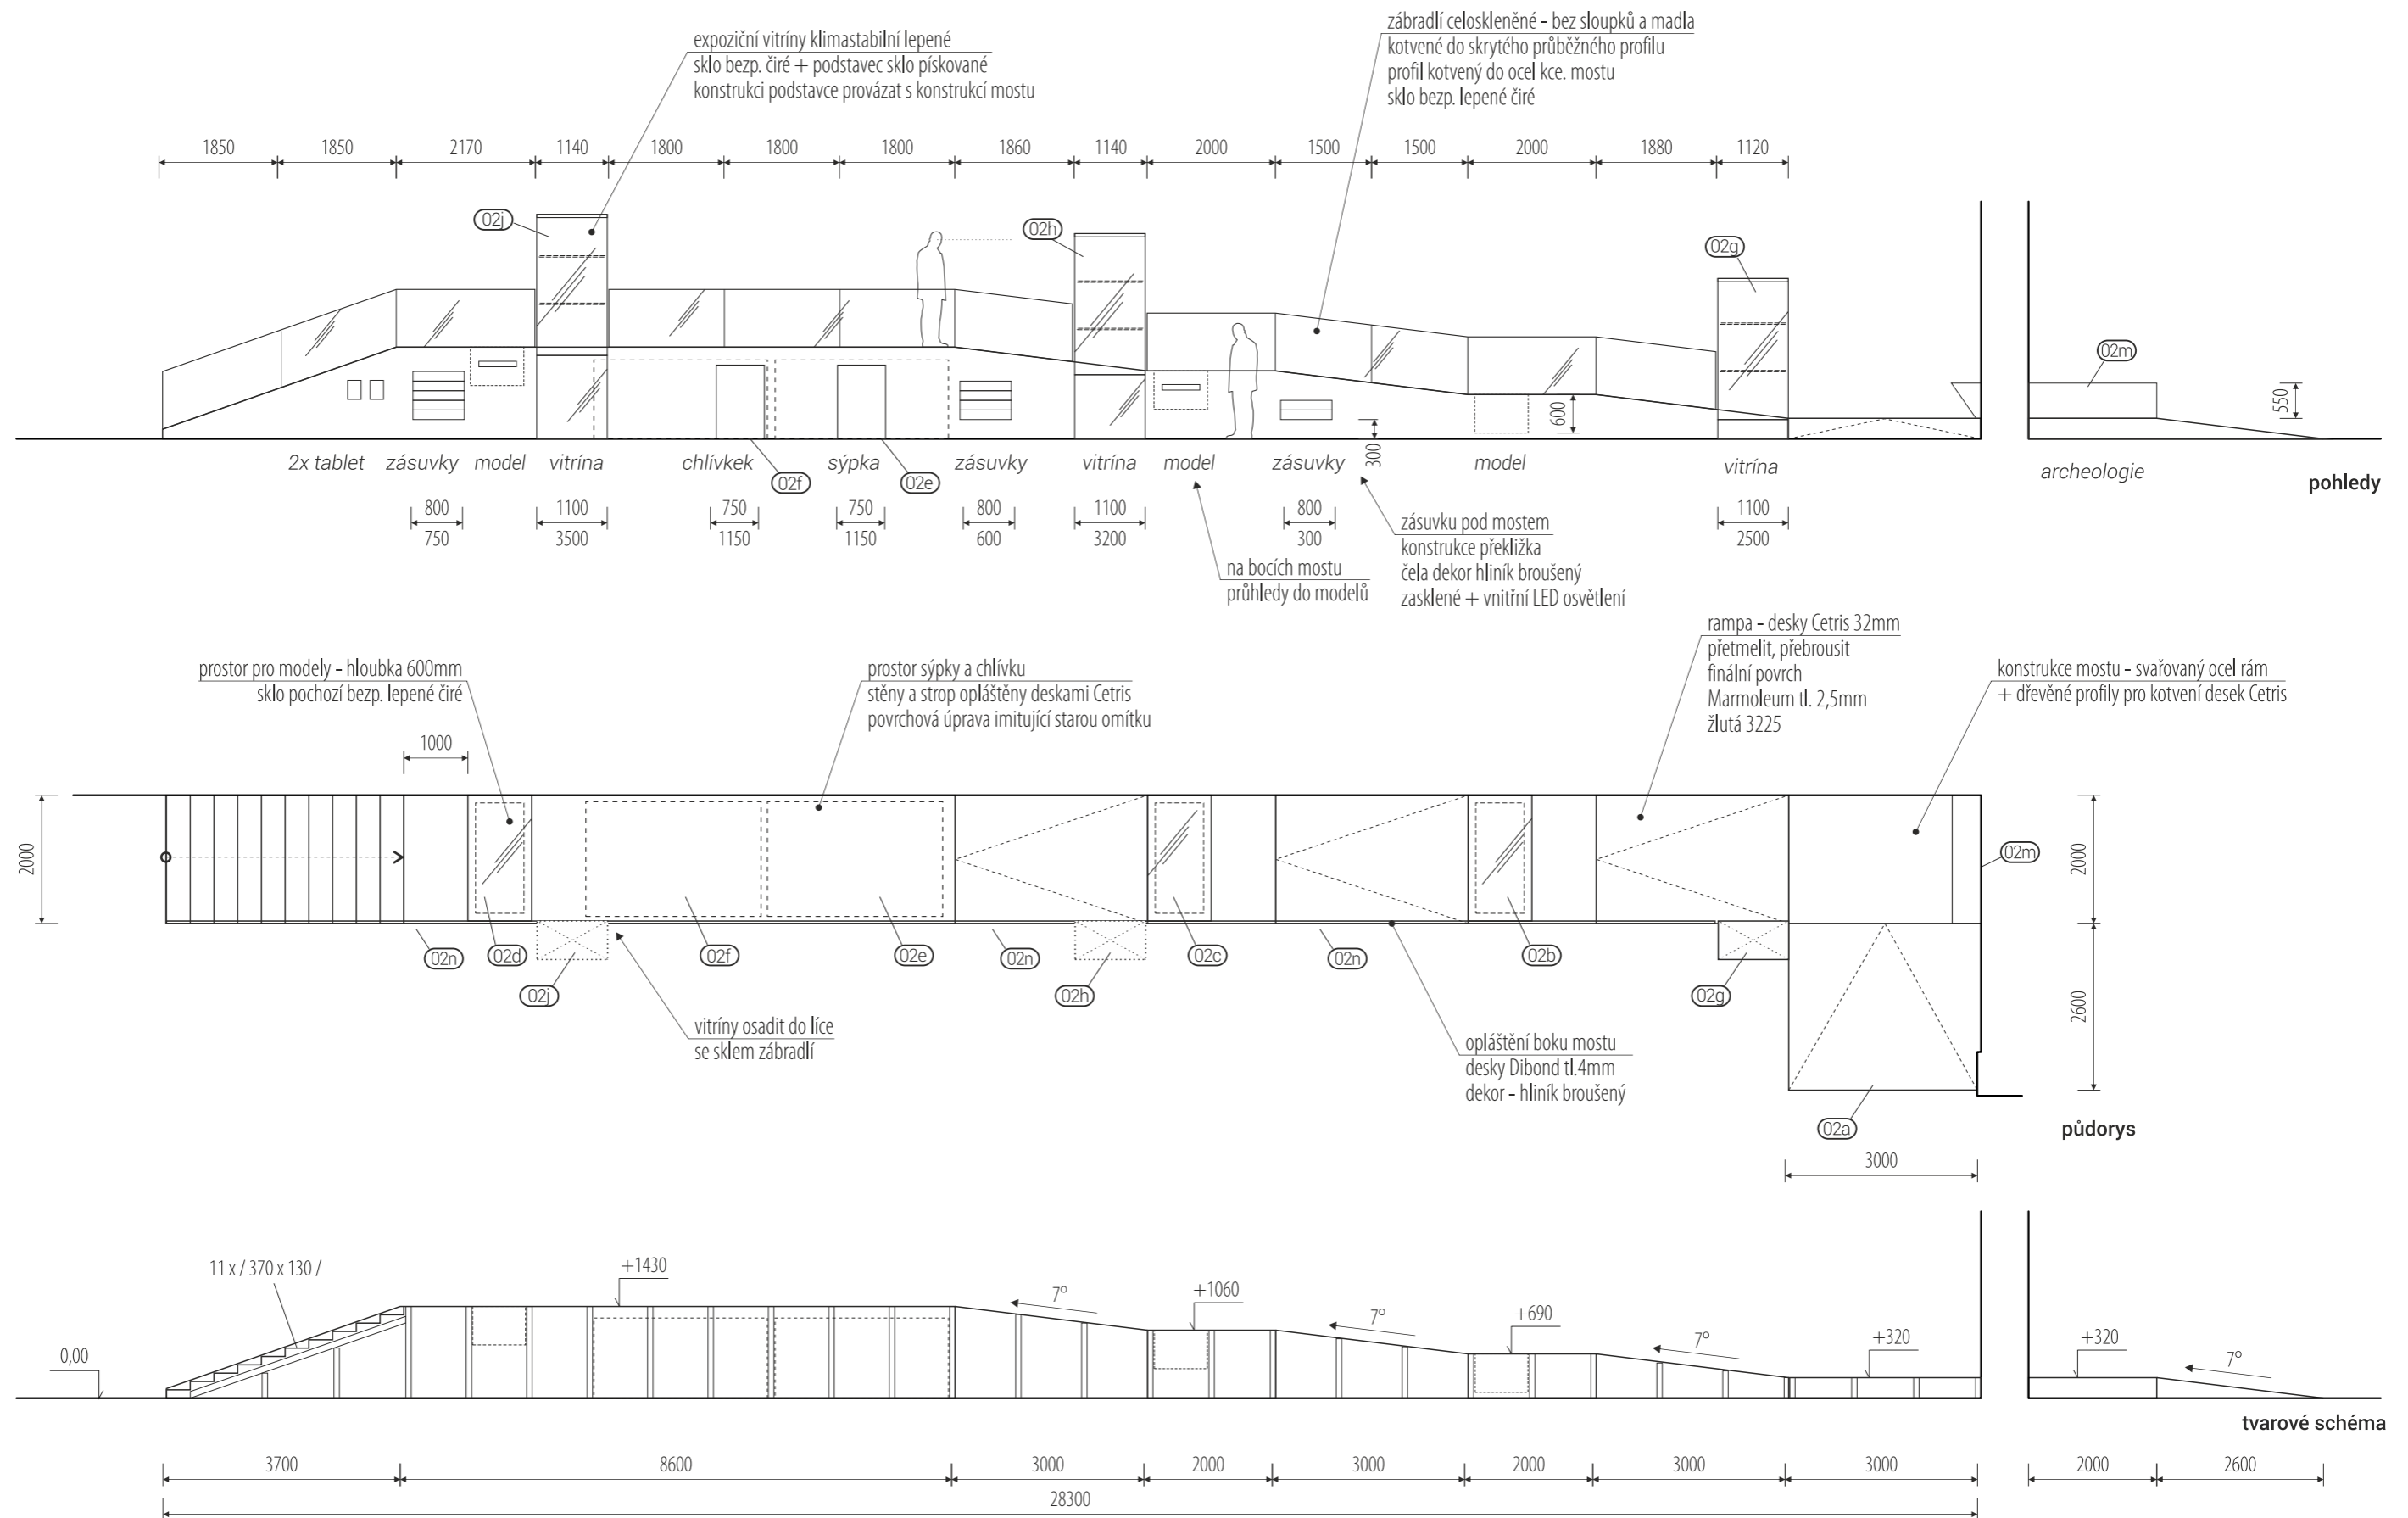 zábradlí celoskleněné - bez sloupků a madla
kotvené do skrytého průběžného profilu
profil kotvený do ocel kce. mostu
sklo bezp. lepené čiré
expoziční vitríny klimastabilní lepené
sklo bezp. čiré + podstavec sklo pískované
konstrukci podstavce provázat s konstrukcí mostu
1850 1850 2170 1140 1800 1800 1800 1860 1140 2000 1500 1500 2000 1880 1120
02j 02h 02g
02m
550
600
300
2x tablet zásuvky model vitrína chlívkek sýpka zásuvky vitrína model zásuvky model vitrína archeologie
02f 02e
pohledy
800 1100 750 750 800 1100 800 1100
750 3500 1150 1150 600 3200 300 2500
zásuvku pod mostem
konstrukce překližka
čela dekor hliník broušený
zasklené + vnitřní LED osvětlení
na bocích mostu
průhledy do modelů
prostor pro modely - hloubka 600mm
sklo pochozí bezp. lepené čiré
prostor sýpky a chlívku
stěny a strop opláštěny deskami Cetris
povrchová úprava imitující starou omítku
rampa - desky Cetris 32mm
přetmelit, přebrousit
finální povrch
Marmoleum tl. 2,5mm
žlutá 3225
konstrukce mostu - svařovaný ocel rám
+ dřevěné profily pro kotvení desek Cetris
1000
2000
2000
02m
02n 02d 02f 02e 02n 02c 02n 02b
02j 02h 02g
2600
vitríny osadit do líce
se sklem zábradlí
opláštění boku mostu
desky Dibond tl.4mm
dekor - hliník broušený
02a
půdorys
3000
11 x / 370 x 130 /
+1430
+1060
+690
+320
+320
7°
7°
7°
7°
0,00
tvarové schéma
3700 8600 3000 2000 3000 2000 3000 3000 2000 2600
28300